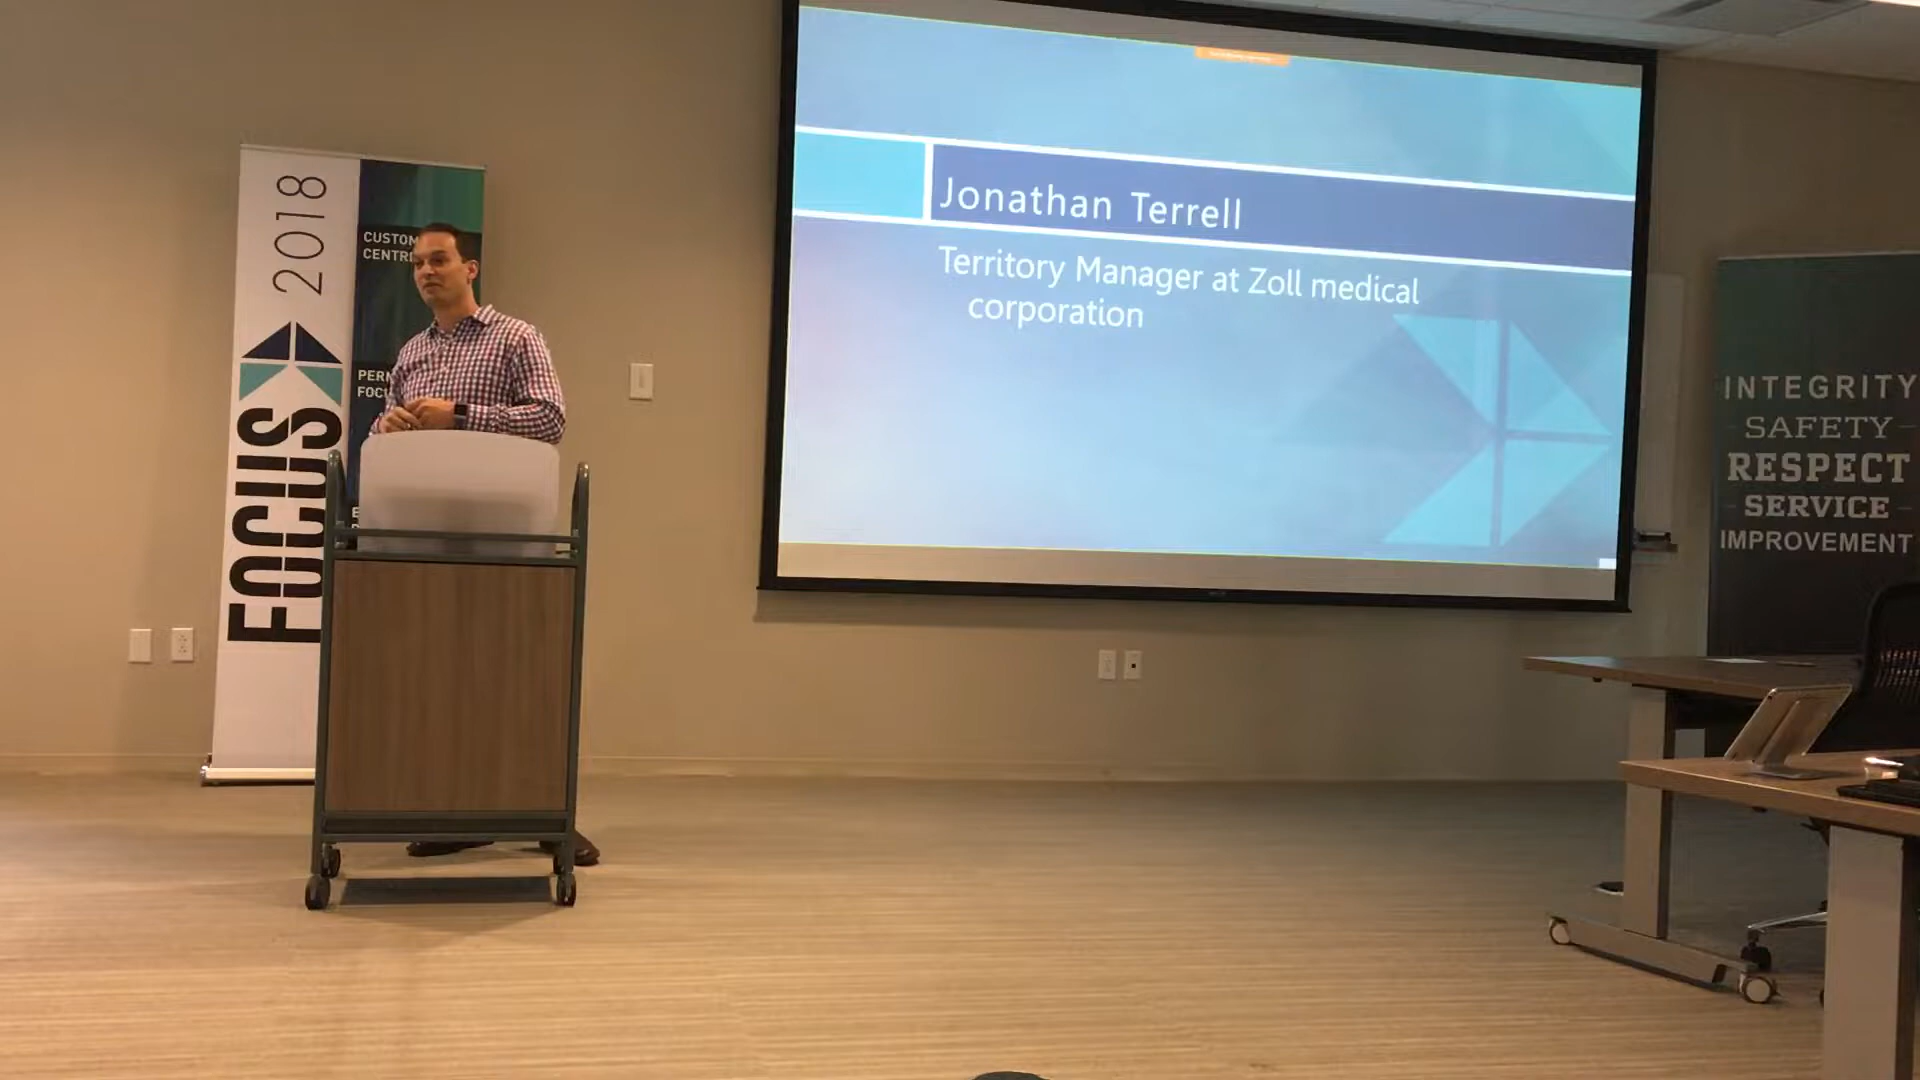 FOCUS 2018
CUSTOM
CENTR
PERM
FOCU
Jonathan Terrell
Territory Manager at Zoll medical
corporation
INTEGRITY
SAFETY
RESPECT
SERVICE
IMPROVEMENT